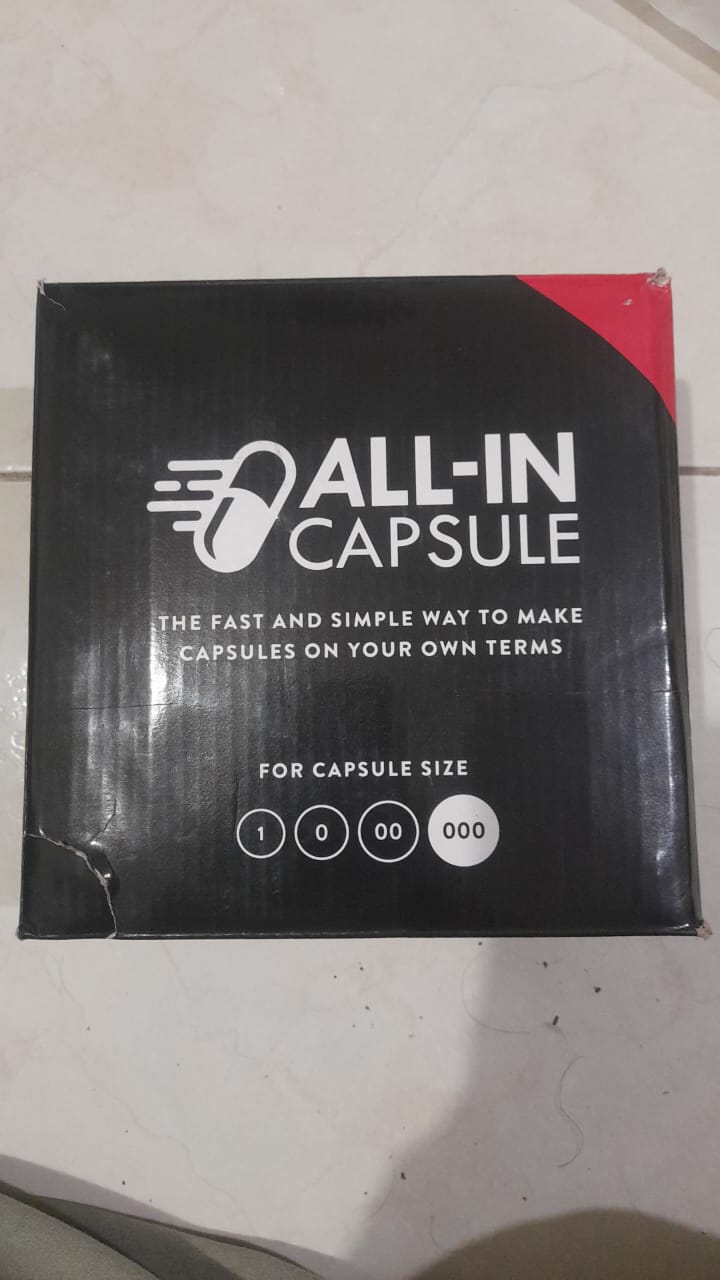 ALL-IN
CAPSULE
THE FAST AND SIMPLE WAY TO MAKE
CAPSULES ON YOUR OWN TERMS
FOR CAPSULE SIZE
1 0 00 000